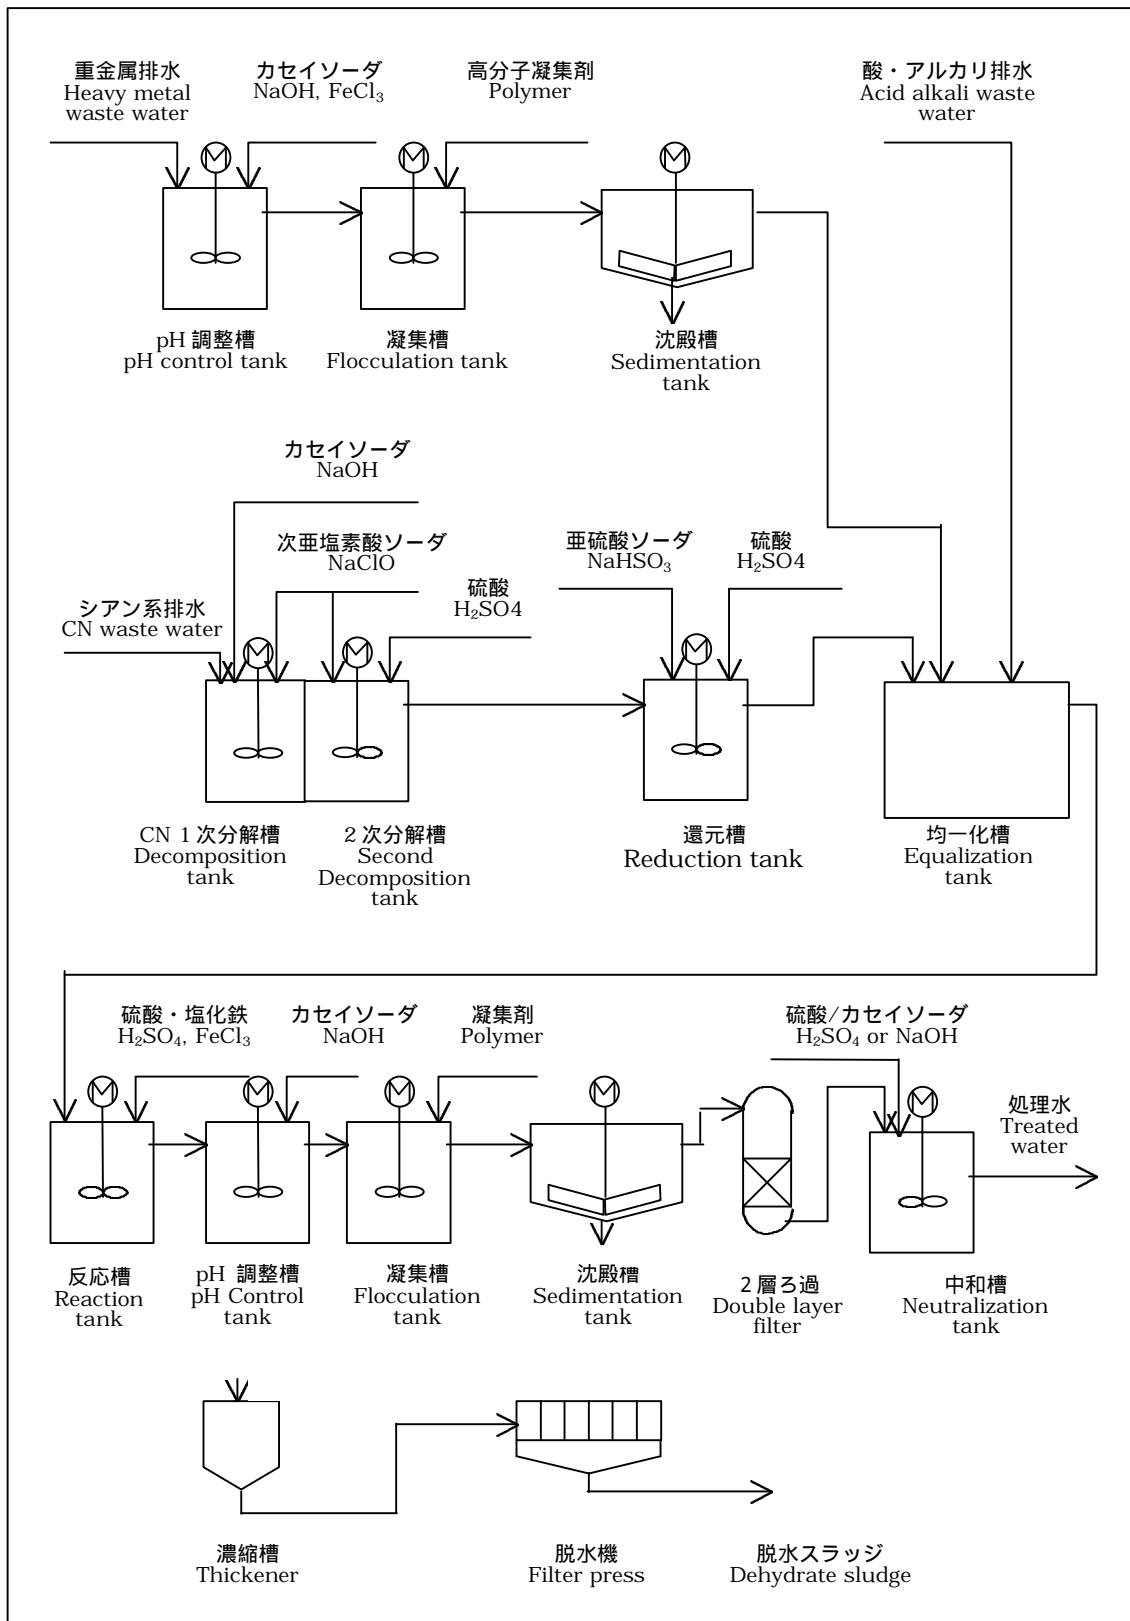 重金属排水
Heavy metal
waste water
カセイソーダ
NaOH, FeCl₃
高分子凝集剤
Polymer
酸・アルカリ排水
Acid alkali waste
water
pH 調整槽
pH control tank
凝集槽
Flocculation tank
沈殿槽
Sedimentation
tank
カセイソーダ
NaOH
次亜塩素酸ソーダ
NaClO
硫酸
H₂SO4
亜硫酸ソーダ
NaHSO₃
硫酸
H₂SO4
シアン系排水
CN waste water
CN 1 次分解槽
Decomposition
tank
2 次分解槽
Second
Decomposition
tank
還元槽
Reduction tank
均一化槽
Equalization
tank
硫酸・塩化鉄
H₂SO₄, FeCl₃
カセイソーダ
NaOH
凝集剤
Polymer
硫酸/カセイソーダ
H₂SO₄ or NaOH
処理水
Treated
water
反応槽
Reaction
tank
pH 調整槽
pH Control
tank
凝集槽
Flocculation
tank
沈殿槽
Sedimentation
tank
2 層ろ過
Double layer
filter
中和槽
Neutralization
tank
濃縮槽
Thickener
脱水機
Filter press
脱水スラッジ
Dehydrate sludge